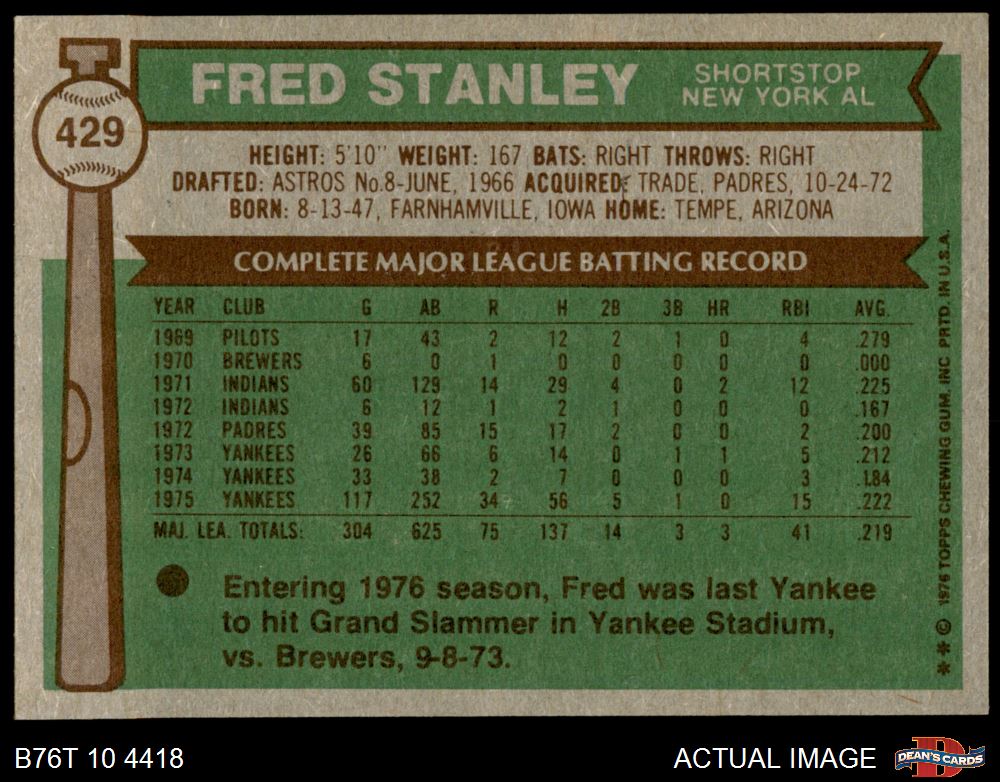 429
FRED STANLEY
SHORTSTOP
NEW YORK AL
HEIGHT: 5'10" WEIGHT: 167 BATS: RIGHT THROWS: RIGHT
DRAFTED: ASTROS No.8-JUNE, 1966 ACQUIRED: TRADE, PADRES, 10-24-72
BORN: 8-13-47, FARNHAMVILLE, IOWA HOME: TEMPE, ARIZONA
COMPLETE MAJOR LEAGUE BATTING RECORD
YEAR CLUB G AB R H 2B 3B HR RBI AVG.
1969 PILOTS 17 43 2 12 2 1 0 4 .279
1970 BREWERS 6 0 1 0 0 0 0 0 .000
1971 INDIANS 60 129 14 29 4 0 2 12 .225
1972 INDIANS 6 12 1 2 1 0 0 0 .167
1972 PADRES 39 85 15 17 2 0 0 2 .200
1973 YANKEES 26 66 6 14 0 1 1 5 .212
1974 YANKEES 33 38 2 7 0 0 0 3 .184
1975 YANKEES 117 252 34 56 5 1 0 15 .222
MAJ. LEA. TOTALS: 304 625 75 137 14 3 3 41 .219
Entering 1976 season, Fred was last Yankee
to hit Grand Slammer in Yankee Stadium,
vs. Brewers, 9-8-73.
* * © 1976 TOPPS CHEWING GUM, INC PRTD. IN U.S.A.
B76T 10 4418
ACTUAL IMAGE
D
DEAN'S CARDS